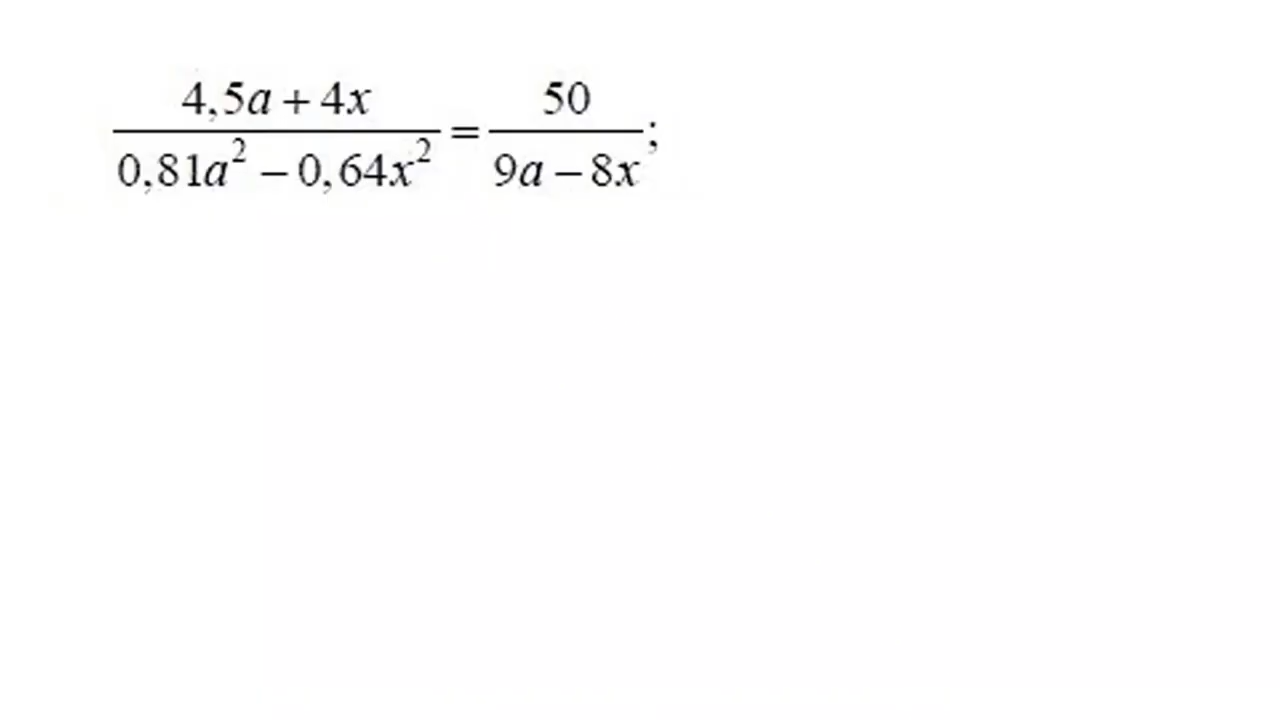 (4,5a + 4x)/(0,81a² − 0,64x²) = 50/(9a − 8x);